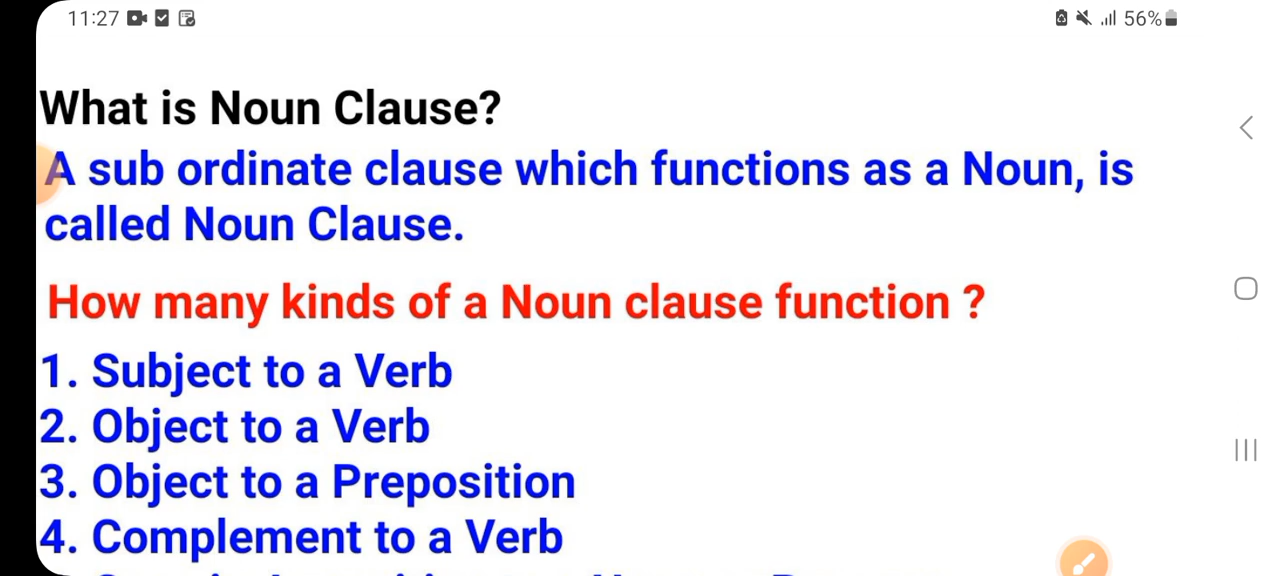 11:27
56%
What is Noun Clause?
A sub ordinate clause which functions as a Noun, is
called Noun Clause.
How many kinds of a Noun clause function ?
1. Subject to a Verb
2. Object to a Verb
3. Object to a Preposition
4. Complement to a Verb